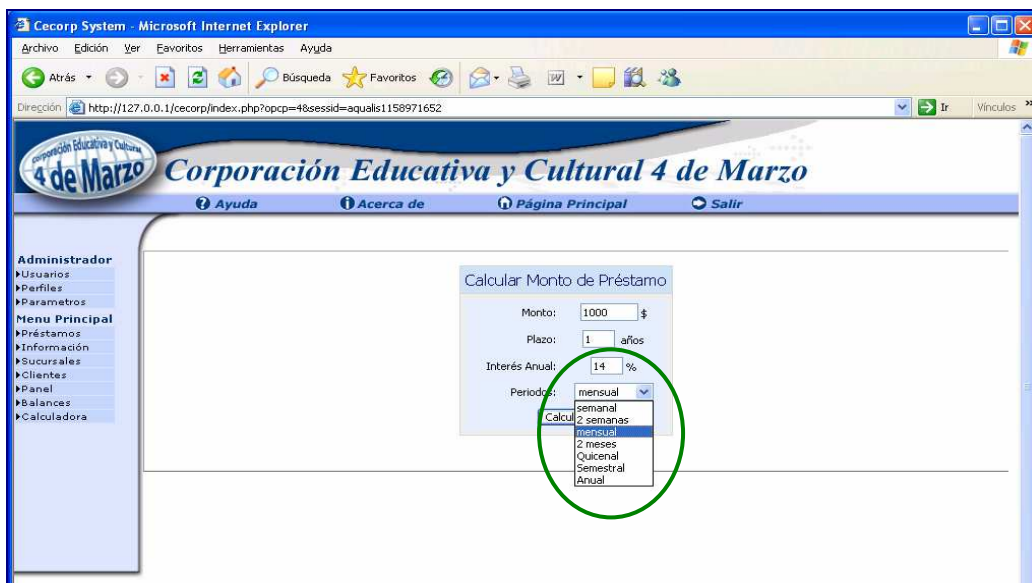 Cecorp System - Microsoft Internet Explorer
Archivo Edición Ver Favoritos Herramientas Ayuda
Atrás Búsqueda Favoritos
Dirección http://127.0.0.1/cecorp/index.php?opcp=4&sessid=aqualis1158971652 Ir Vínculos »
Corporación Educativa y Cultural
4 de Marzo
Corporación Educativa y Cultural 4 de Marzo
Ayuda Acerca de Página Principal Salir
Administrador
Usuarios
Perfiles
Parametros
Menu Principal
Préstamos
Información
Sucursales
Clientes
Panel
Balances
Calculadora
Calcular Monto de Préstamo
Monto: 1000 $
Plazo: 1 años
Interés Anual: 14 %
Periodos: mensual
Calcul
semanal
2 semanas
mensual
2 meses
Quicenal
Semestral
Anual